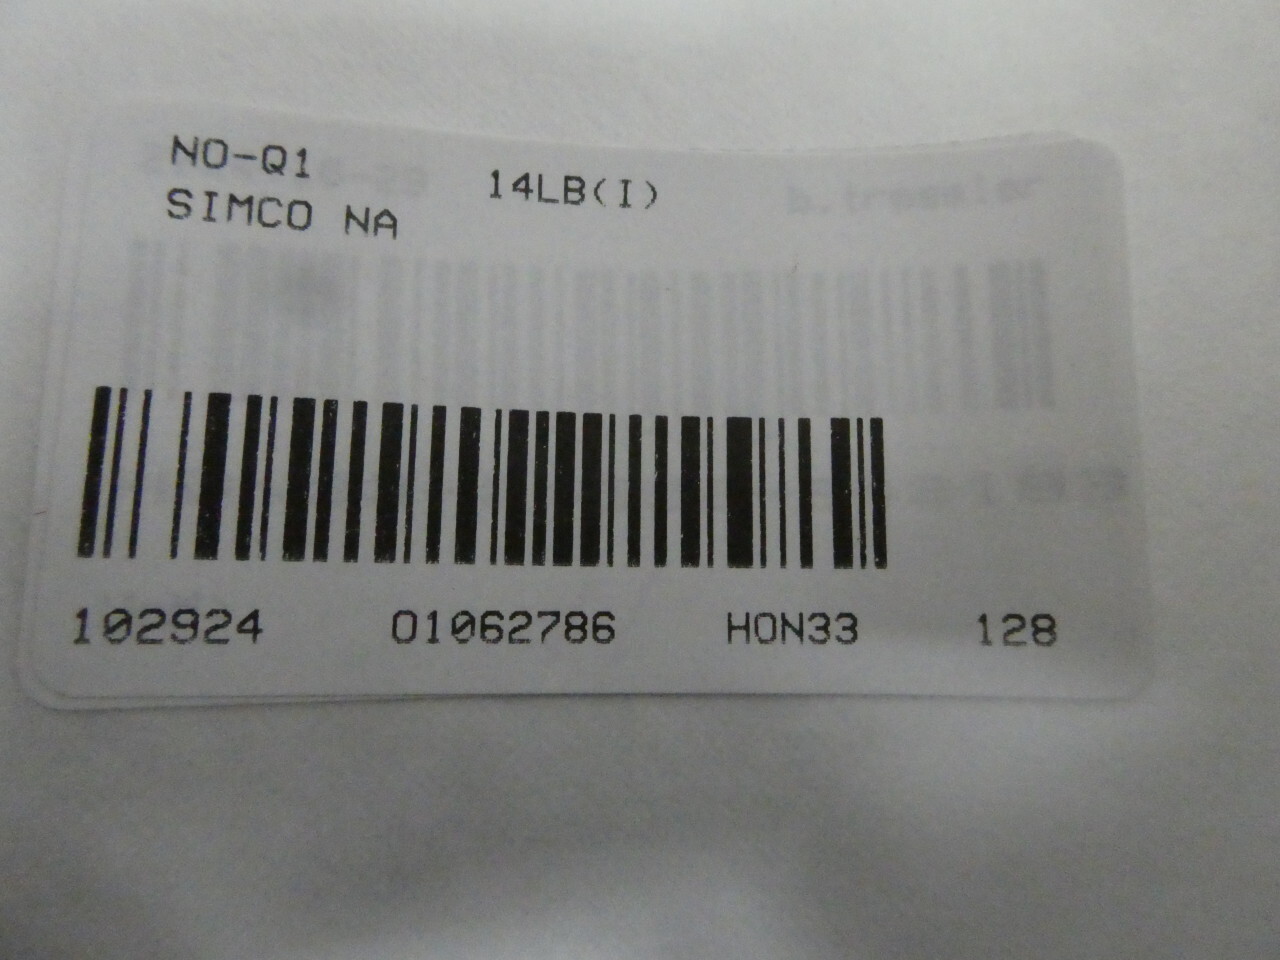 NO-Q1 14LB(I)
SIMCO NA
102924 01062786 HON33 128